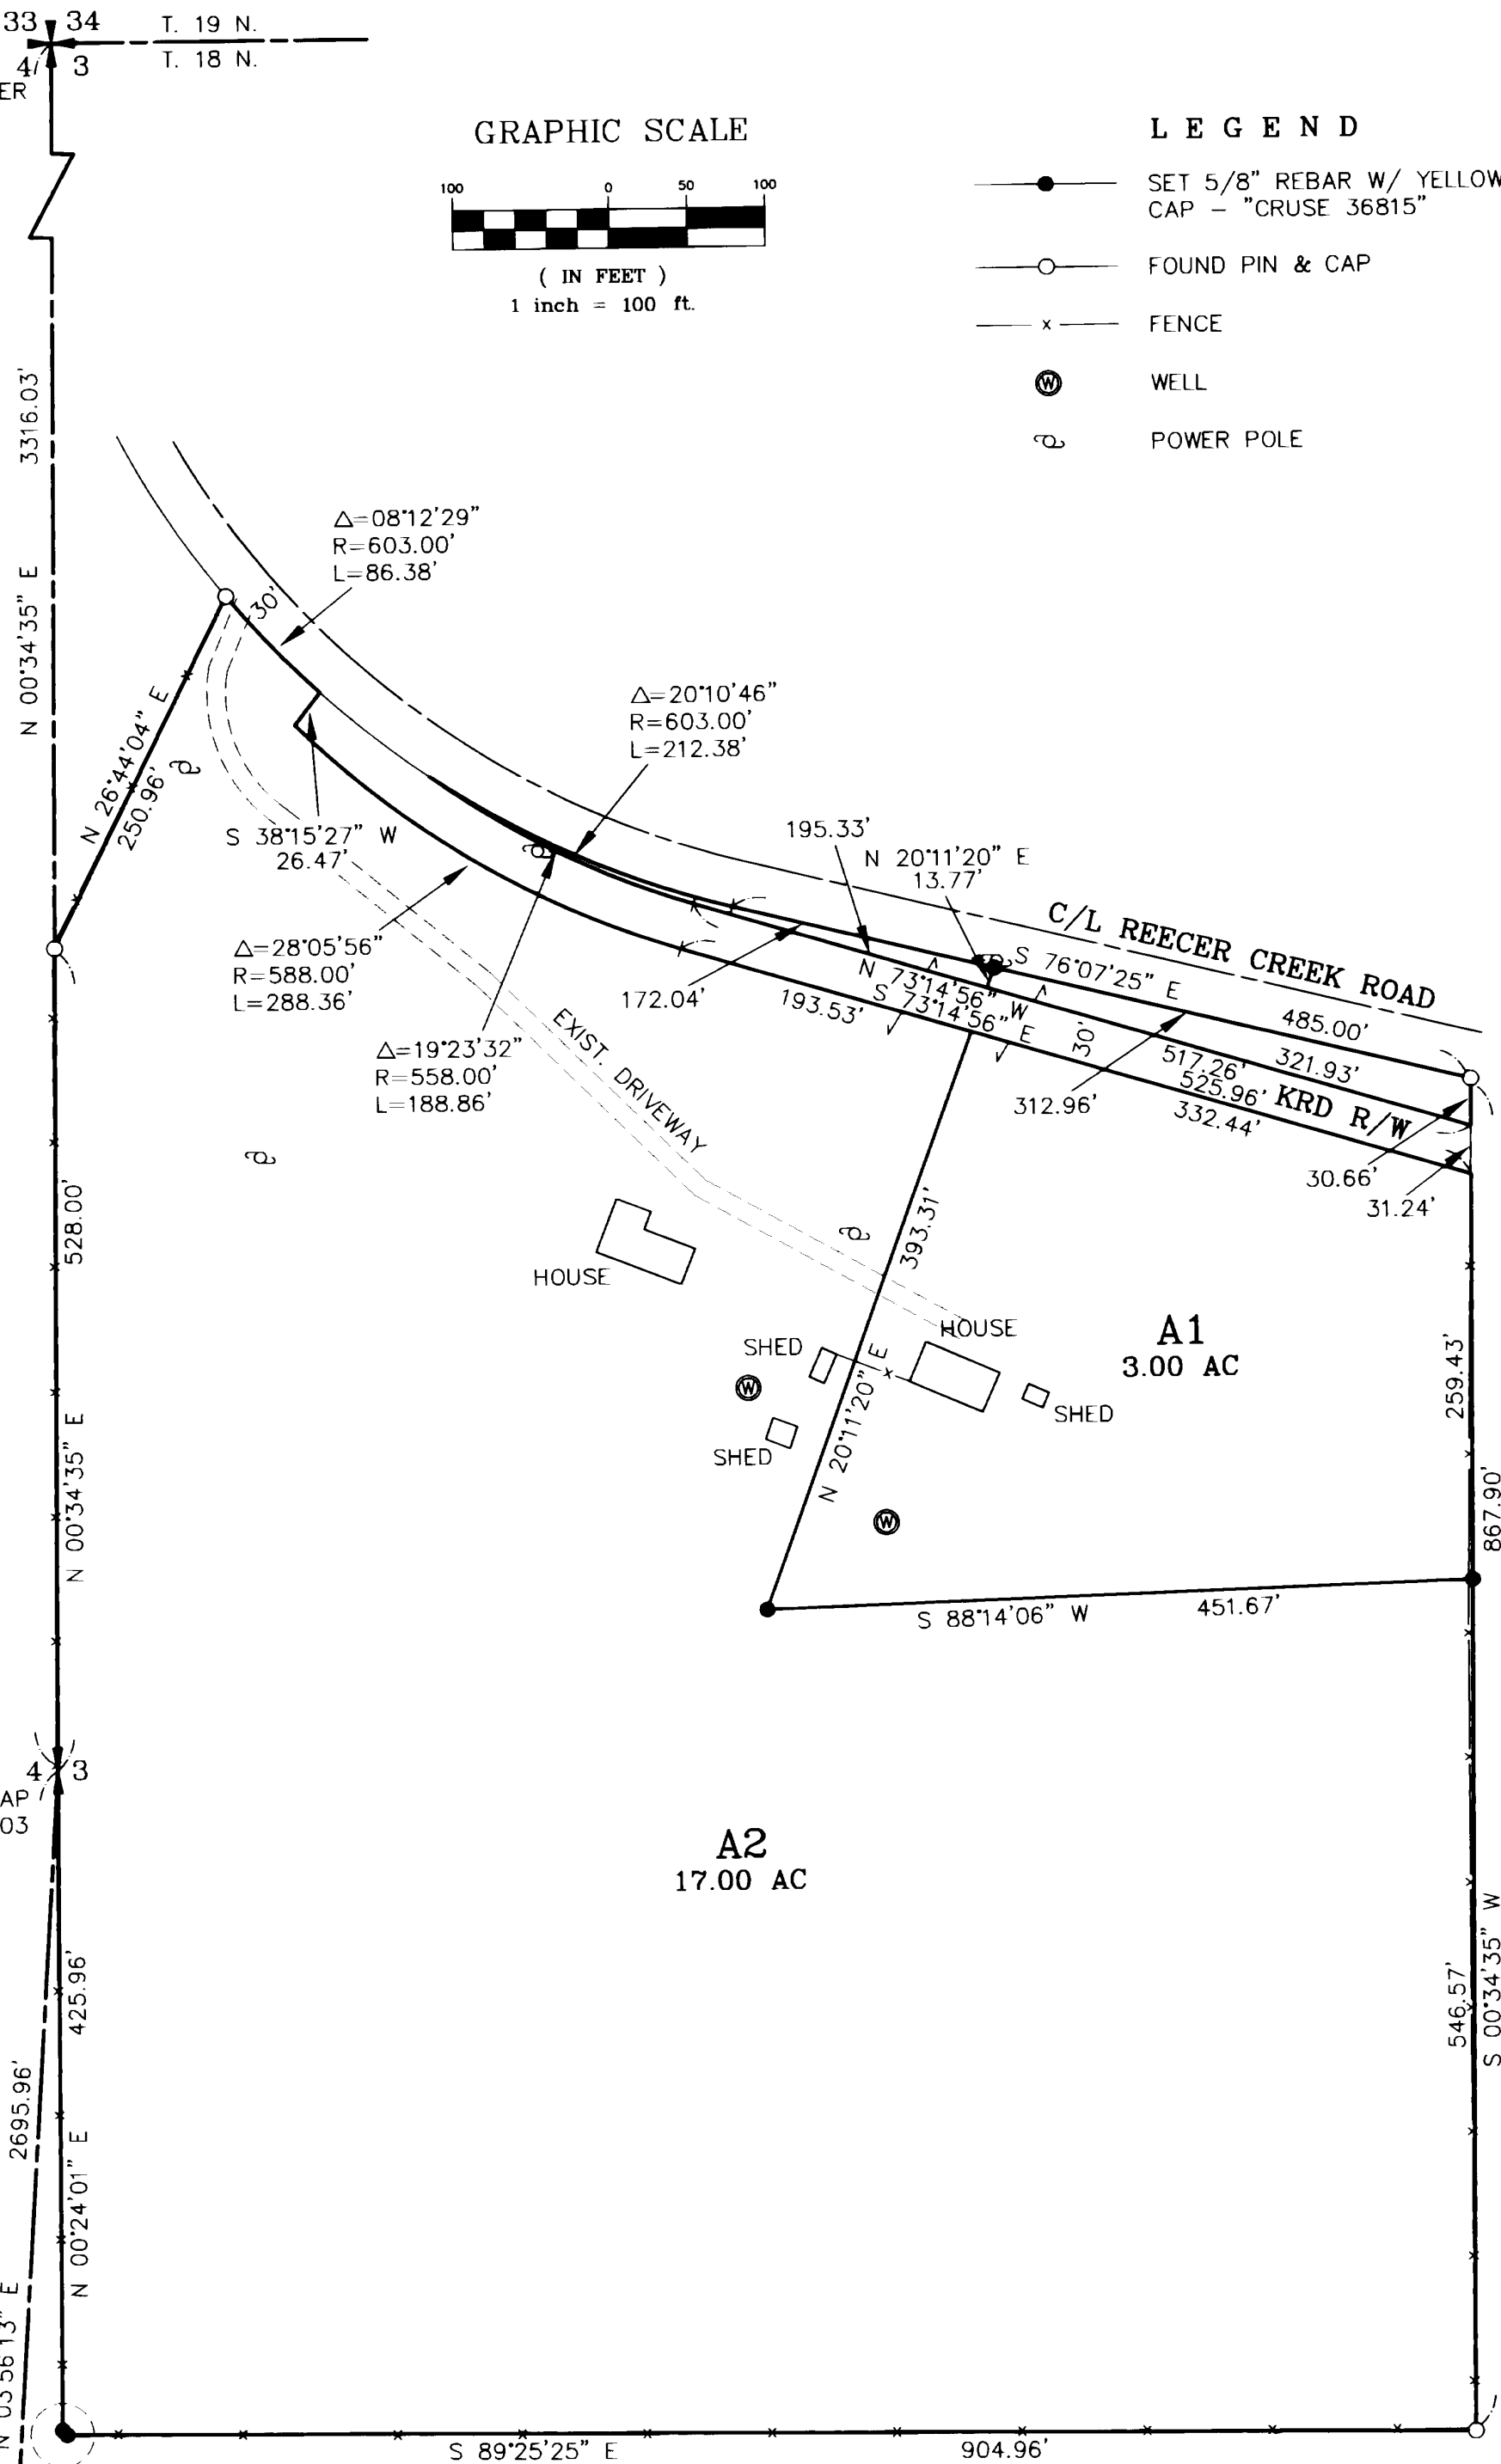 33 34
T. 19 N.
T. 18 N.
4 3
ER
GRAPHIC SCALE
100 0 50 100
( IN FEET )
1 inch = 100 ft.
L E G E N D
SET 5/8" REBAR W/ YELLOW
CAP - "CRUSE 36815"
FOUND PIN & CAP
x
FENCE
W
WELL
POWER POLE
3316.03'
N 00°34'35" E
Δ=08°12'29"
R=603.00'
L=86.38'
30'
N 26°44'04" E
250.96'
S 38°15'27" W
26.47'
Δ=20°10'46"
R=603.00'
L=212.38'
195.33'
N 20°11'20" E
13.77'
C/L REECER CREEK ROAD
S 76°07'25" E
485.00'
Δ=28°05'56"
R=588.00'
L=288.36'
172.04'
N 73°14'56" W
S 73°14'56" E
193.53'
30'
517.26'
321.93'
525.96'
KRD R/W
332.44'
312.96'
30.66'
31.24'
Δ=19°23'32"
R=558.00'
L=188.86'
EXIST. DRIVEWAY
528.00'
HOUSE
393.31'
N 20°11'20" E
SHED
HOUSE
A1
3.00 AC
SHED
W
SHED
W
259.43'
867.90'
N 00°34'35" E
S 88°14'06" W
451.67'
4 3
AP
03
A2
17.00 AC
425.96'
2695.96'
N 00°24'01" E
N 03°56'13" E
546.57'
S 00°34'35" W
S 89°25'25" E
904.96'